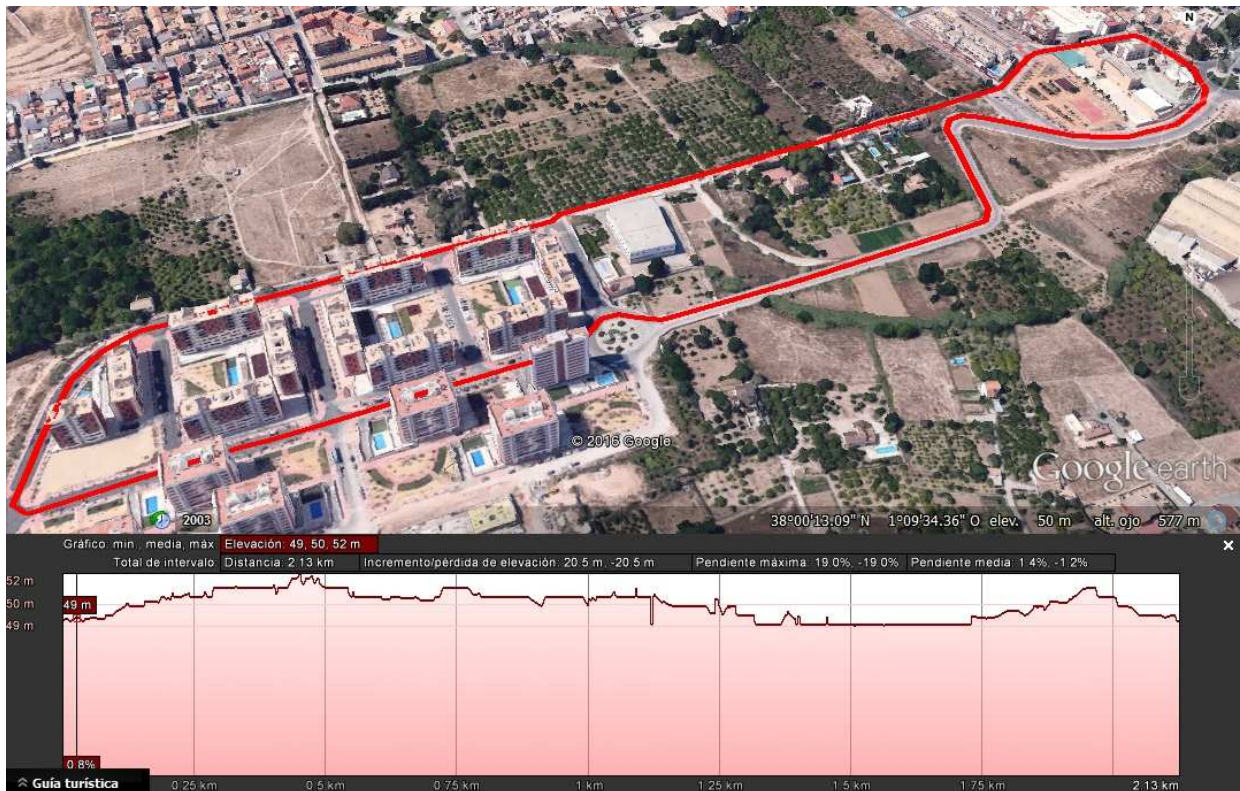 N
© 2016 Google
Google earth
2003
38°00'13.09" N 1°09'34.36" O elev. 50 m alt. ojo 577 m
Gráfico: mín., media, máx Elevación: 49, 50, 52 m
Total de intervalo: Distancia: 2.13 km Incremento/pérdida de elevación: 20.5 m, -20.5 m Pendiente máxima: 19.0%, -19.0% Pendiente media: 1.4%, -1.2%
52 m
50 m
49 m
49 m
0.8%
Guía turística
0.25 km 0.5 km 0.75 km 1 km 1.25 km 1.5 km 1.75 km 2.13 km